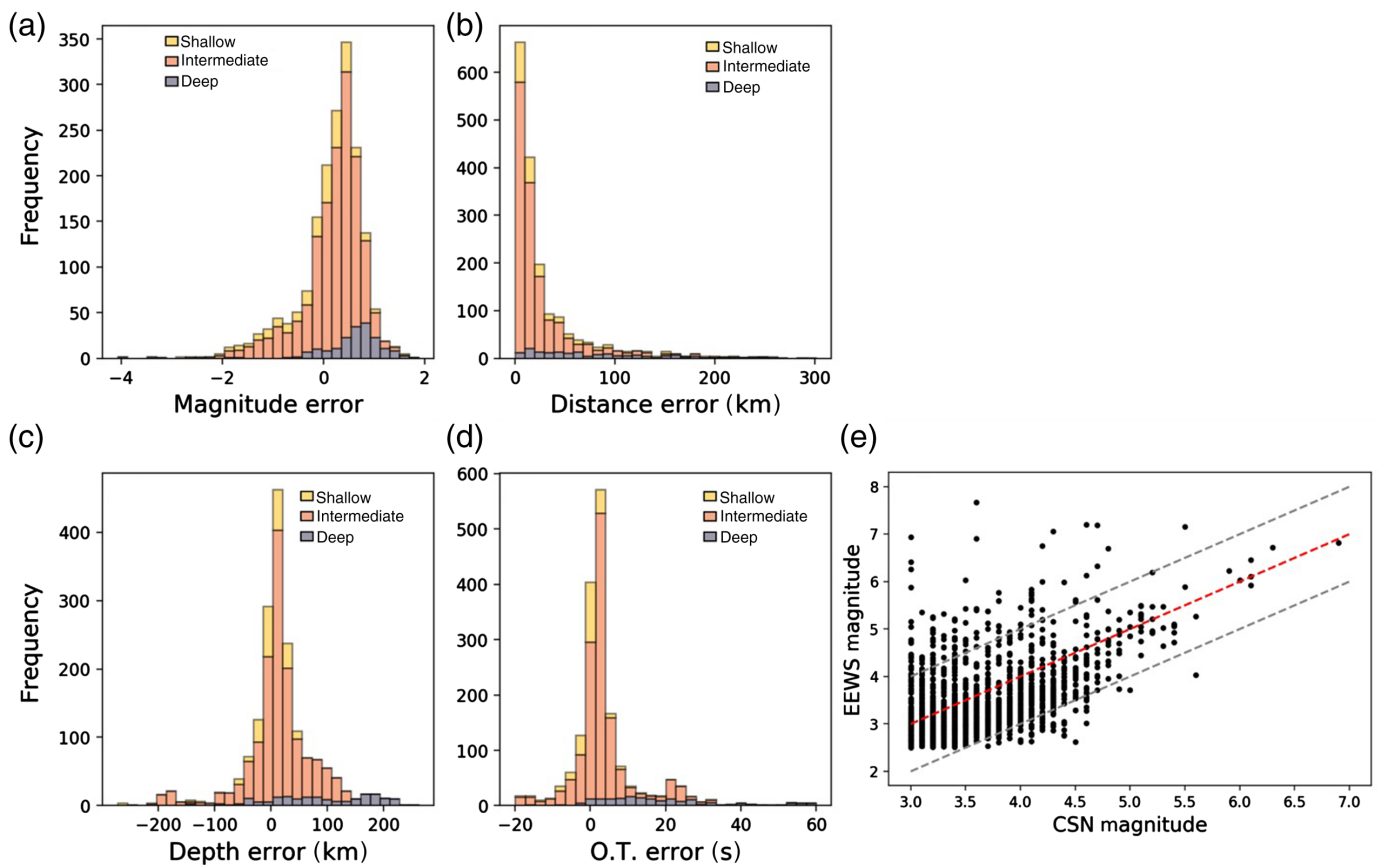 (a)
350
300
250
200
150
100
50
0
Frequency
Shallow
Intermediate
Deep
−4 −2 0 2
Magnitude error
(b)
600
500
400
300
200
100
0
Shallow
Intermediate
Deep
0 100 200 300
Distance error (km)
(c)
400
300
200
100
0
Frequency
Shallow
Intermediate
Deep
−200 −100 0 100 200
Depth error (km)
(d)
600
500
400
300
200
100
0
Shallow
Intermediate
Deep
−20 0 20 40 60
O.T. error (s)
(e)
8
7
6
5
4
3
2
EEWS magnitude
3.0 3.5 4.0 4.5 5.0 5.5 6.0 6.5 7.0
CSN magnitude